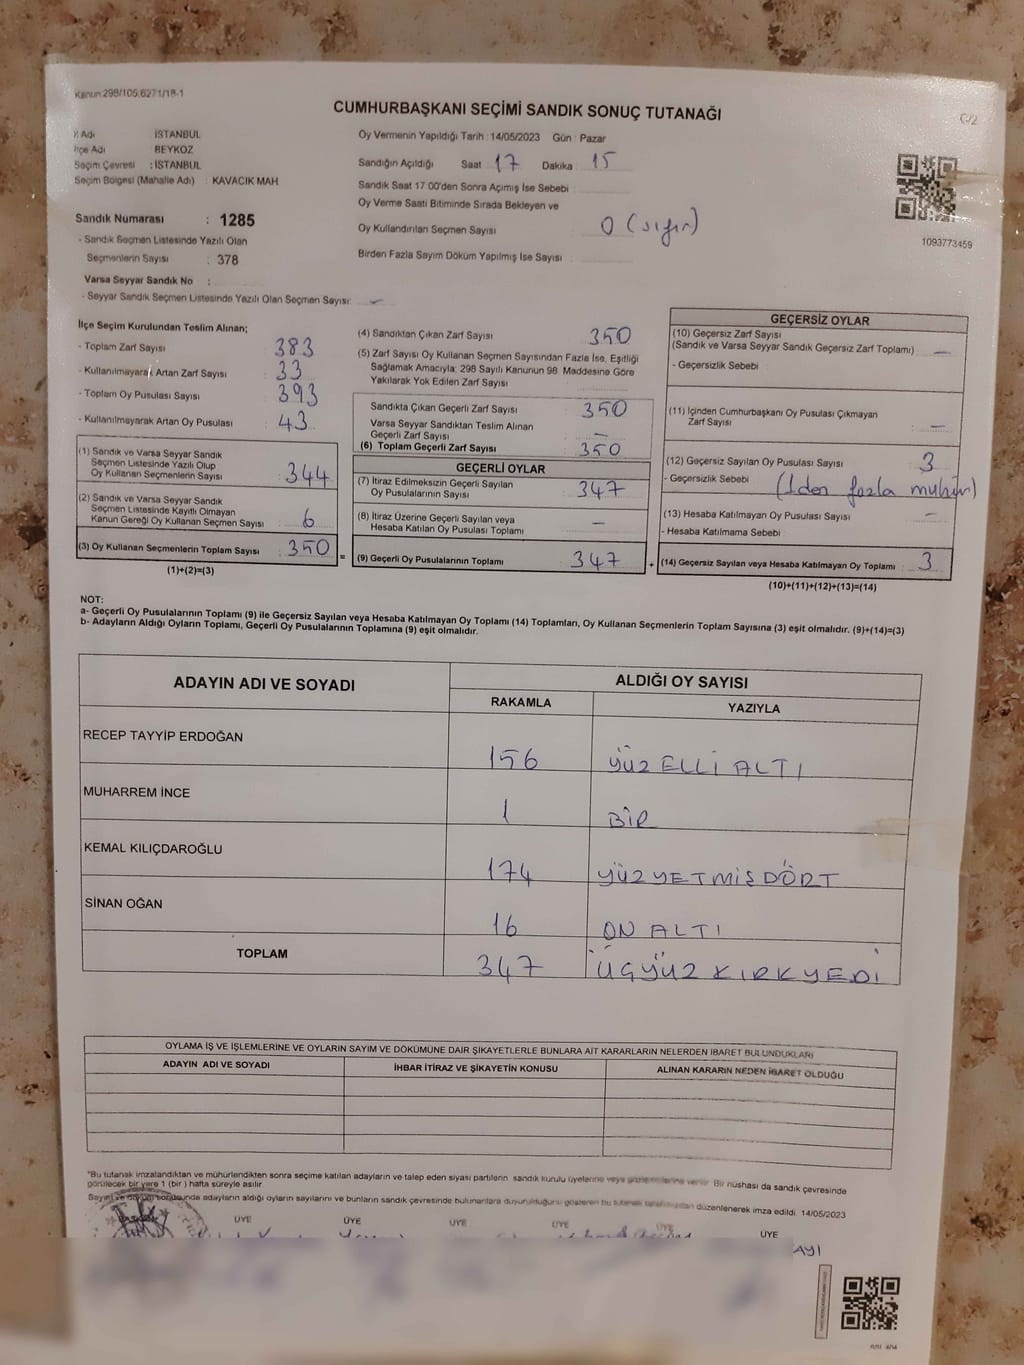 Kanun:298/105,6271/18-1
CUMHURBAŞKANI SEÇİMİ SANDIK SONUÇ TUTANAĞI
C/2
İl Adı İSTANBUL
İlçe Adı BEYKOZ
Seçim Çevresi : İSTANBUL
Seçim Bölgesi (Mahalle Adı) : KAVACIK MAH
Oy Vermenin Yapıldığı Tarih :14/05/2023 Gün : Pazar
Sandığın Açıldığı Saat 17 Dakika 15
Sandık Saat 17 00'den Sonra Açımış İse Sebebi
Oy Verme Saati Bitiminde Sırada Bekleyen ve
Oy Kullandırılan Seçmen Sayısı 0 (sıfır)
Birden Fazla Sayım Döküm Yapılmış İse Sayısı
1093773459
Sandık Numarası : 1285
- Sandık Seçmen Listesinde Yazılı Olan
Seçmenlerin Sayısı : 378
Varsa Seyyar Sandık No :
- Seyyar Sandık Seçmen Listesinde Yazılı Olan Seçmen Sayısı: -
İlçe Seçim Kurulundan Teslim Alınan;
- Toplam Zarf Sayısı : 383
- Kullanılmayarak Artan Zarf Sayısı : 33
- Toplam Oy Pusulası Sayısı : 393
- Kullanılmayarak Artan Oy Pusulası : 43
(1) Sandık ve Varsa Seyyar Sandık
Seçmen Listesinde Yazılı Olup
Oy Kullanan Seçmenlerin Sayısı : 344
(2) Sandık ve Varsa Seyyar Sandık
Seçmen Listesinde Kayıtlı Olmayan
Kanun Gereği Oy Kullanan Seçmen Sayısı : 6
(3) Oy Kullanan Seçmenlerin Toplam Sayısı : 350
(1)+(2)=(3)
=
(4) Sandıktan Çıkan Zarf Sayısı : 350
(5) Zarf Sayısı Oy Kullanan Seçmen Sayısından Fazla İse, Eşitliği
Sağlamak Amacıyla; 298 Sayılı Kanunun 98. Maddesine Göre
Yakılarak Yok Edilen Zarf Sayısı
Sandıkta Çıkan Geçerli Zarf Sayısı : 350
Varsa Seyyar Sandıktan Teslim Alınan
Geçerli Zarf Sayısı : -
(6) Toplam Geçerli Zarf Sayısı : 350
GEÇERLİ OYLAR
(7) İtiraz Edilmeksizin Geçerli Sayılan
Oy Pusulalarının Sayısı : 347
(8) İtiraz Üzerine Geçerli Sayılan veya
Hesaba Katılan Oy Pusulası Toplamı : -
(9) Geçerli Oy Pusulalarının Toplamı : 347
+
GEÇERSİZ OYLAR
(10) Geçersiz Zarf Sayısı
(Sandık ve Varsa Seyyar Sandık Geçersiz Zarf Toplamı) : -
- Geçersizlik Sebebi
(11) İçinden Cumhurbaşkanı Oy Pusulası Çıkmayan
Zarf Sayısı : -
(12) Geçersiz Sayılan Oy Pusulası Sayısı : 3
- Geçersizlik Sebebi (1den fazla mühür)
(13) Hesaba Katılmayan Oy Pusulası Sayısı : -
- Hesaba Katılmama Sebebi
(14) Geçersiz Sayılan veya Hesaba Katılmayan Oy Toplamı : 3
(10)+(11)+(12)+(13)=(14)
NOT:
a- Geçerli Oy Pusulalarının Toplamı (9) ile Geçersiz Sayılan veya Hesaba Katılmayan Oy Toplamı (14) Toplamları, Oy Kullanan Seçmenlerin Toplam Sayısına (3) eşit olmalıdır. (9)+(14)=(3)
b- Adayların Aldığı Oyların Toplamı, Geçerli Oy Pusulalarının Toplamına (9) eşit olmalıdır.
ADAYIN ADI VE SOYADI
ALDIĞI OY SAYISI
RAKAMLA YAZIYLA
RECEP TAYYİP ERDOĞAN 156 YÜZ ELLİ ALTI
MUHARREM İNCE 1 BİR
KEMAL KILIÇDAROĞLU 174 YÜZ YETMİŞ DÖRT
SİNAN OĞAN 16 ON ALTI
TOPLAM 347 ÜÇYÜZ KIRK YEDİ
OYLAMA İŞ VE İŞLEMLERİNE VE OYLARIN SAYIM VE DÖKÜMÜNE DAİR ŞİKAYETLERLE BUNLARA AİT KARARLARIN NELERDEN İBARET BULUNDUKLARI
ADAYIN ADI VE SOYADI İHBAR İTİRAZ VE ŞİKAYETİN KONUSU ALINAN KARARIN NEDEN İBARET OLDUĞU
"Bu tutanak imzalandıktan ve mühürlendikten sonra seçime katılan adayların ve talep eden siyasi partilerin sandık kurulu üyelerine veya gözlemcilerine verilir. Bir nüshası da sandık çevresinde
görülecek bir yere 1 (bir) hafta süreyle asılır.
Sayım ve döküm sonucunda adayların aldığı oyların sayılarını ve bunların sandık çevresinde bulunanlara duyurulduğunu gösteren bu tutanak tarafımızdan düzenlenerek imza edildi. 14/05/2023
ÜYE ÜYE ÜYE ÜYE ÜYE ÜYE